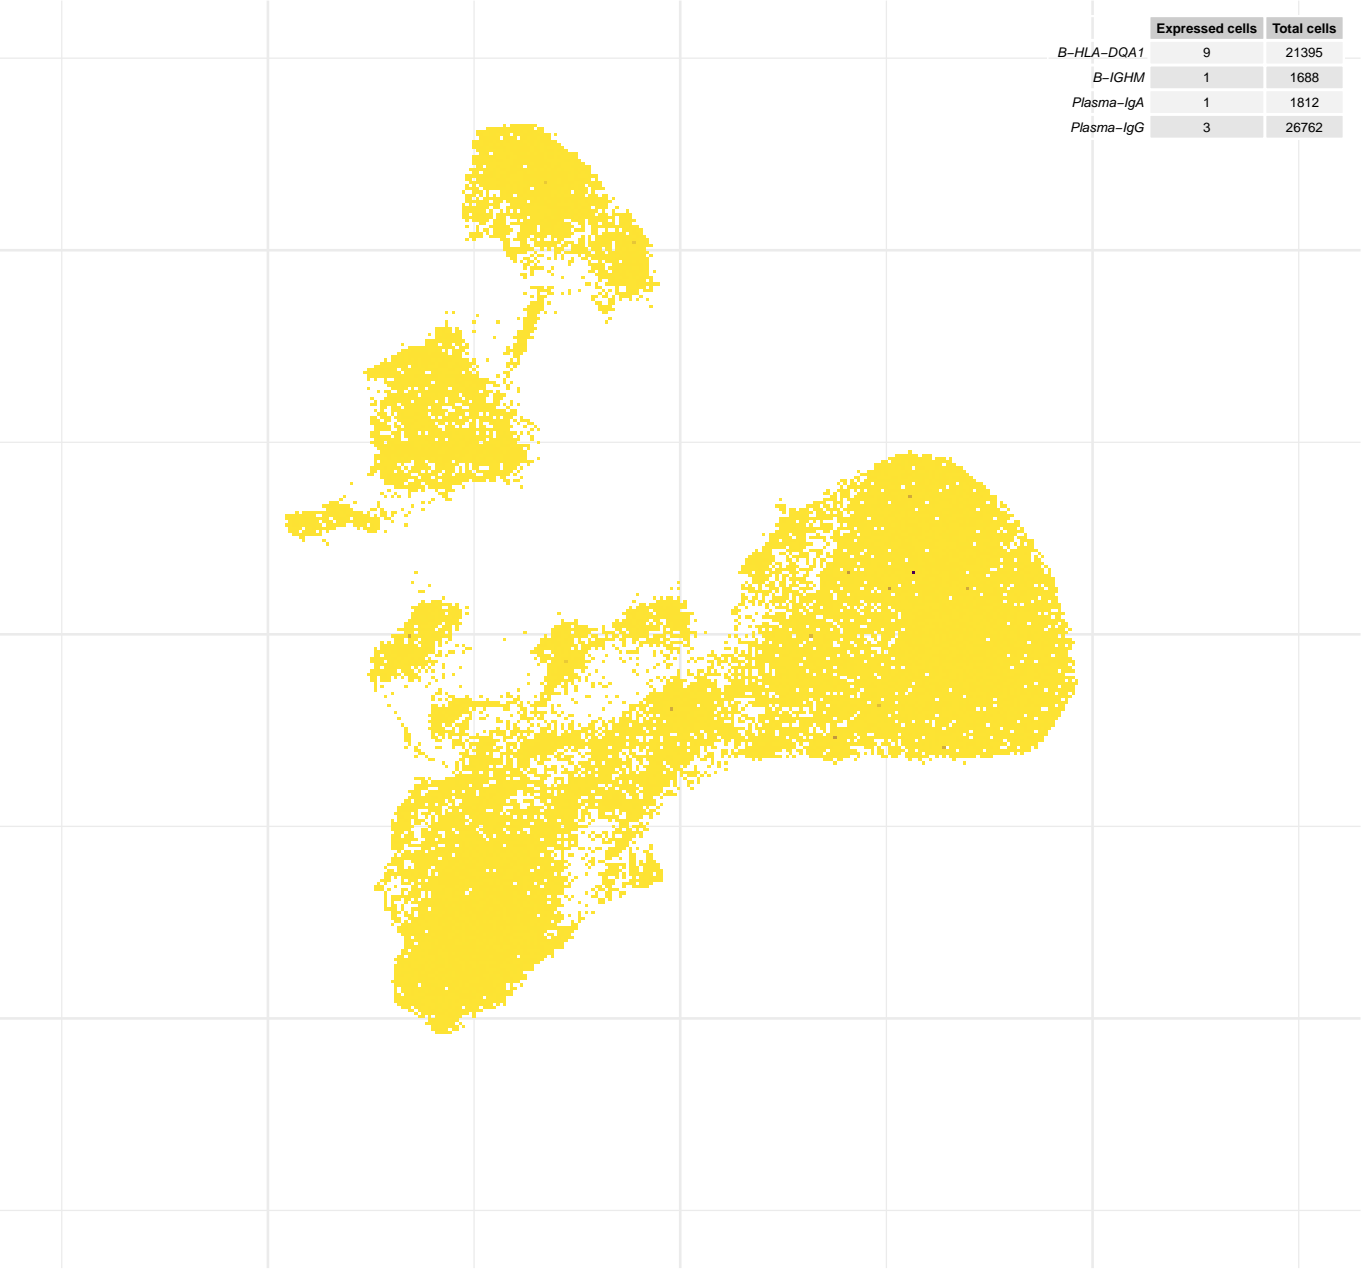 Expressed cells Total cells
B−HLA−DQA1 9 21395
B−IGHM 1 1688
Plasma−IgA 1 1812
Plasma−IgG 3 26762